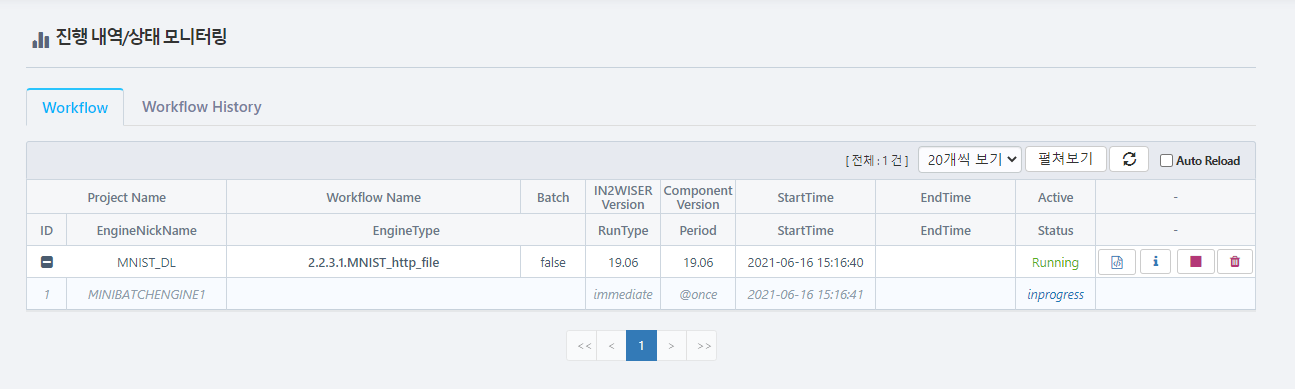 진행 내역/상태 모니터링
Workflow Workflow History
[ 전체 : 1 건 ] 20개씩 보기 펼쳐보기 Auto Reload
Project Name Workflow Name Batch IN2WISER Version Component Version StartTime EndTime Active -
ID EngineNickName EngineType RunType Period StartTime EndTime Status -
MNIST_DL 2.2.3.1.MNIST_http_file false 19.06 19.06 2021-06-16 15:16:40 Running
1 MINIBATCHENGINE1 immediate @once 2021-06-16 15:16:41 inprogress
<< < 1 > >>